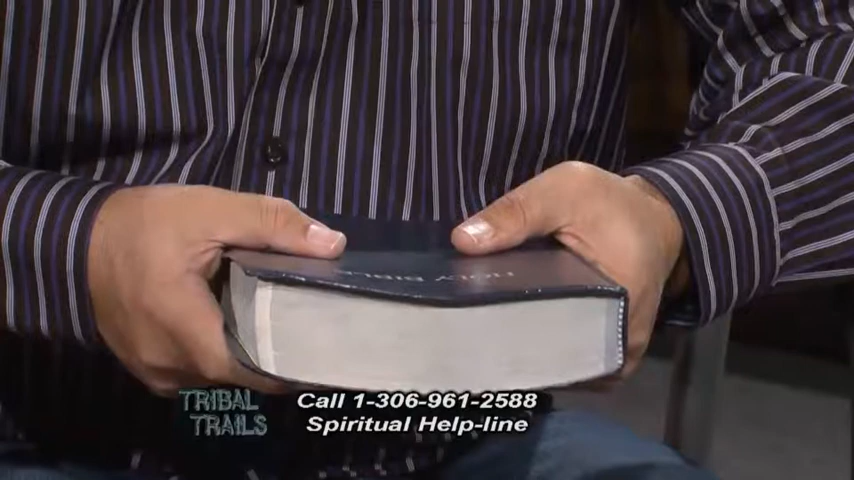 HOLY BIBLE
TRIBAL
TRAILS
Call 1-306-961-2588
Spiritual Help-line